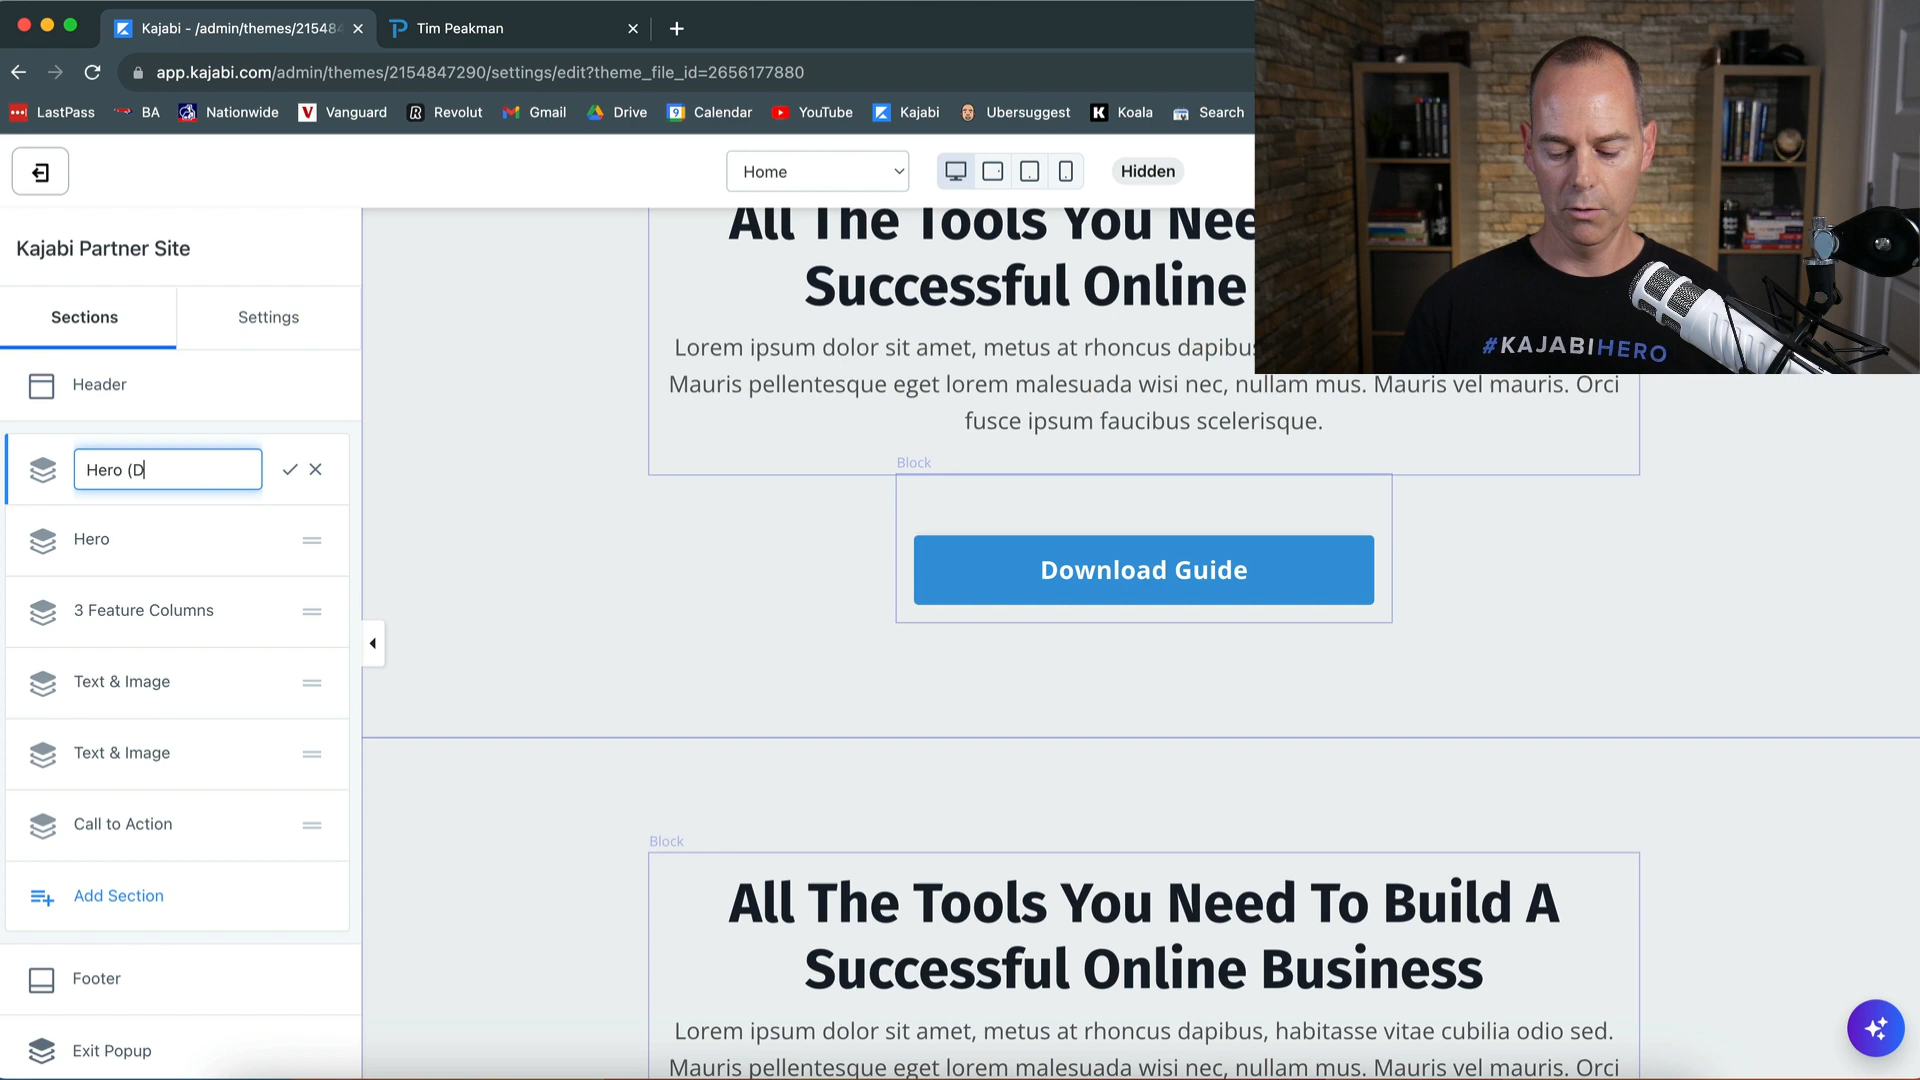 Kajabi - /admin/themes/21548
Tim Peakman
app.kajabi.com/admin/themes/2154847290/settings/edit?theme_file_id=2656177880
LastPass
BA
Nationwide
Vanguard
Revolut
Gmail
Drive
Calendar
YouTube
Kajabi
Ubersuggest
Koala
Search
Home
Hidden
Kajabi Partner Site
Sections
Settings
Header
Hero (D
Hero
3 Feature Columns
Text & Image
Text & Image
Call to Action
Add Section
Footer
Exit Popup
All The Tools You Nee
Successful Online
Lorem ipsum dolor sit amet, metus at rhoncus dapibus
Mauris pellentesque eget lorem malesuada wisi nec, nullam mus. Mauris vel mauris. Orci
fusce ipsum faucibus scelerisque.
Block
Download Guide
Block
All The Tools You Need To Build A
Successful Online Business
Lorem ipsum dolor sit amet, metus at rhoncus dapibus, habitasse vitae cubilia odio sed.
Mauris pellentesque eget lorem malesuada wisi nec, nullam mus. Mauris vel mauris. Orci
#KAJABIHERO